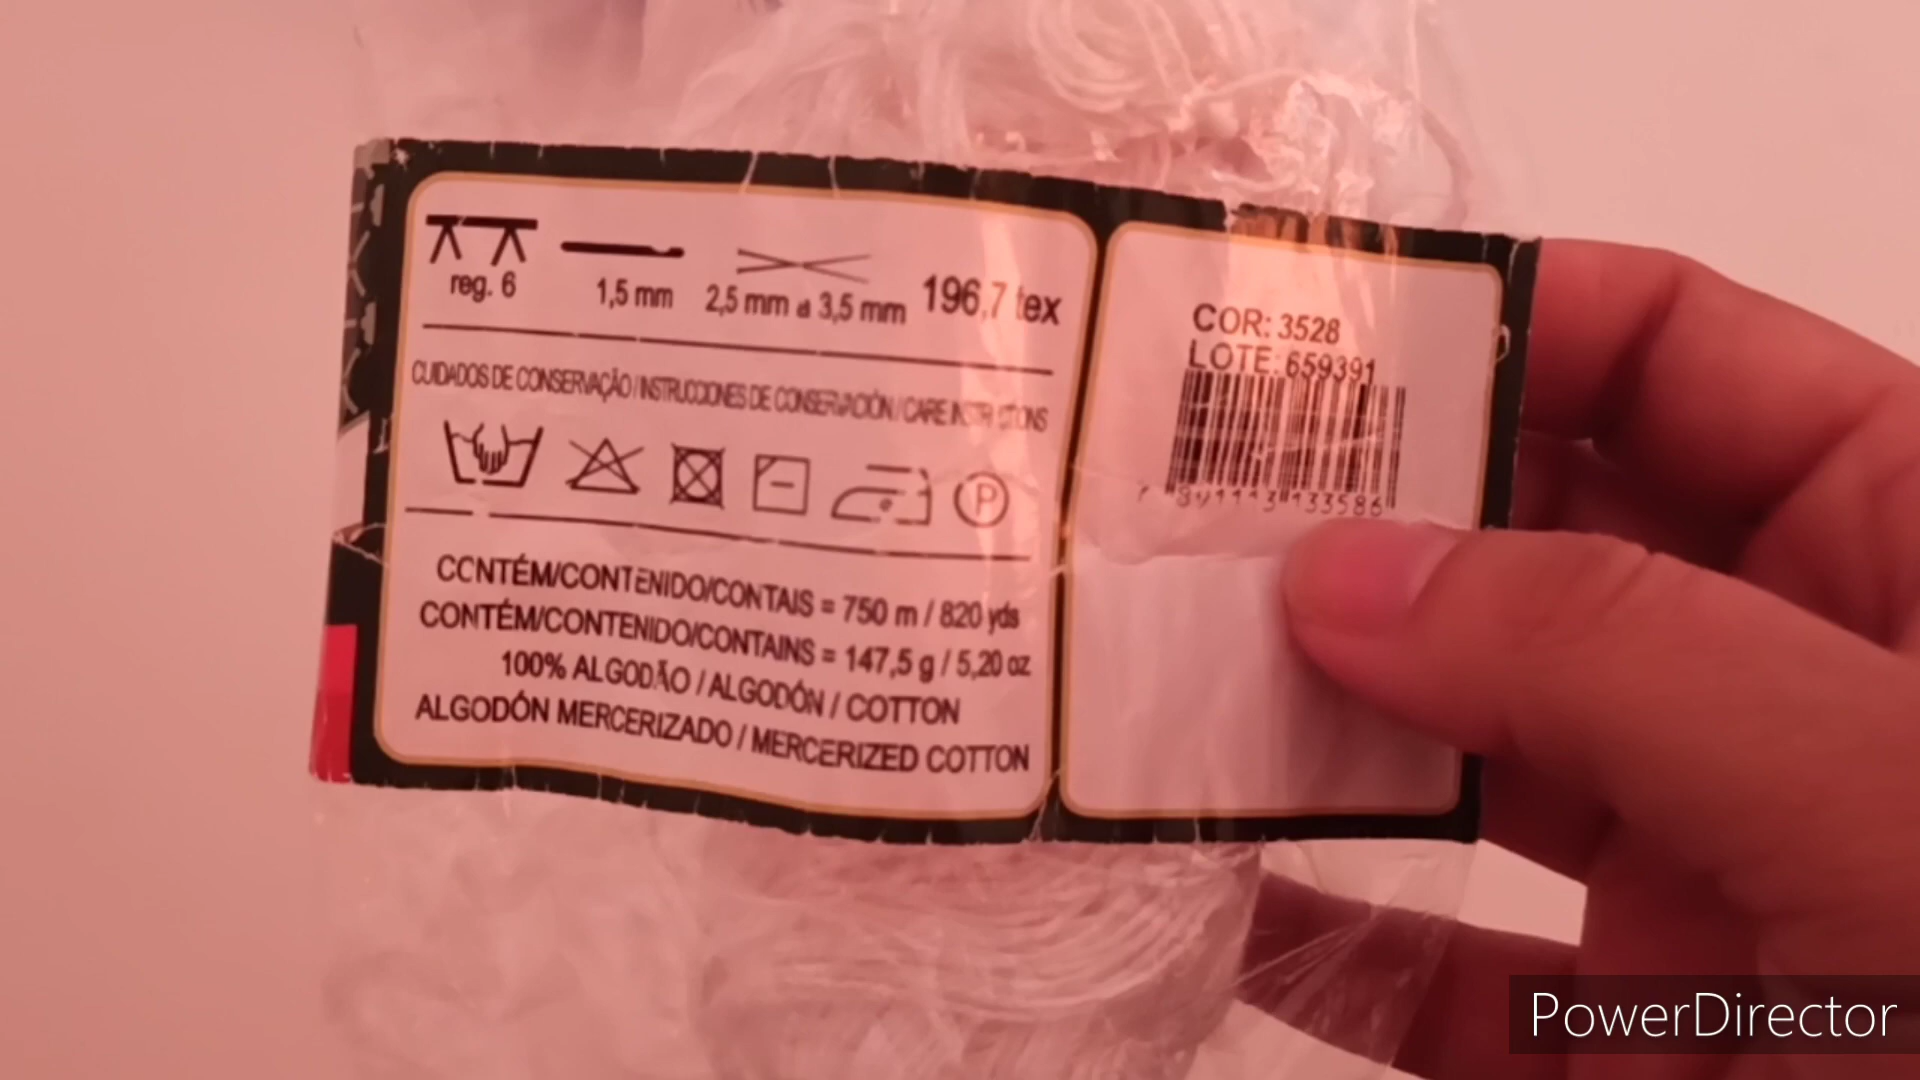 reg. 6
1,5 mm
2,5 mm a 3,5 mm
196,7 tex
CUIDADOS DE CONSERVAÇÃO / INSTRUCCIONES DE CONSERVACIÓN / CARE INSTRUCTIONS
P
CONTÉM/CONTENIDO/CONTAIS = 750 m / 820 yds
CONTÉM/CONTENIDO/CONTAINS = 147,5 g / 5,20 oz
100% ALGODÃO / ALGODÓN / COTTON
ALGODÓN MERCERIZADO / MERCERIZED COTTON
COR: 3528
LOTE: 659391
PowerDirector